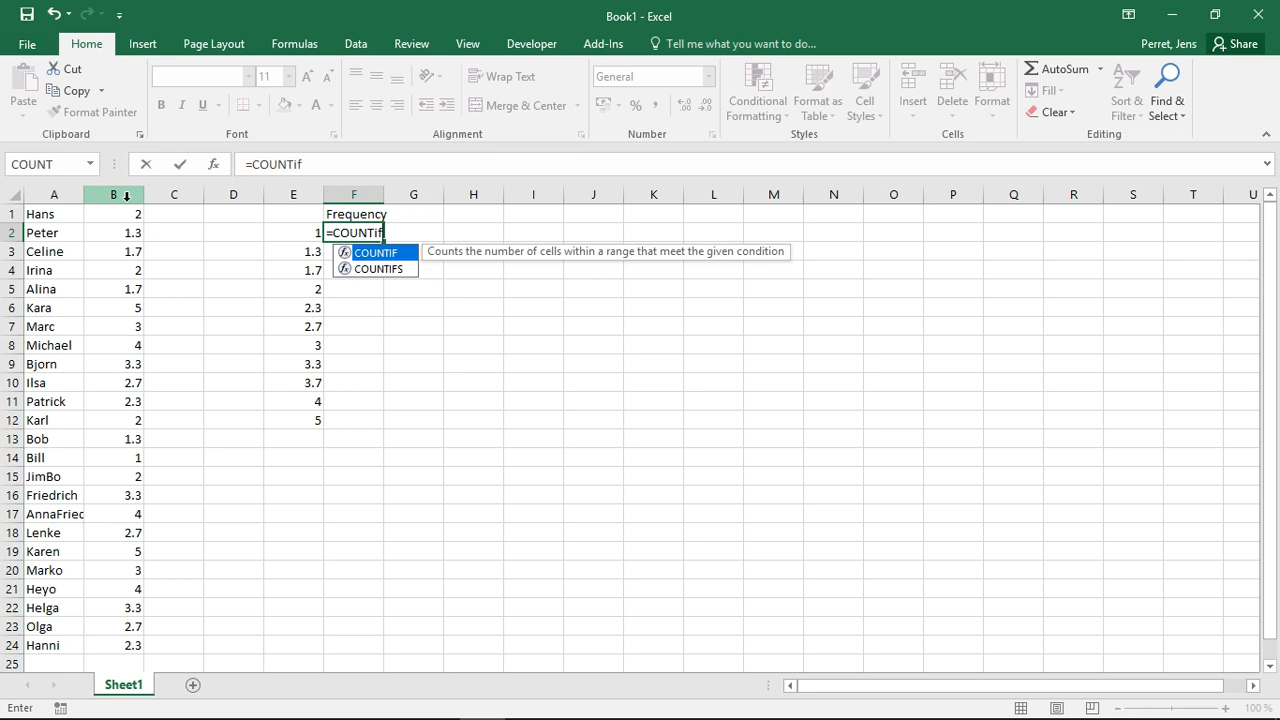 Book1 - Excel
File Home Insert Page Layout Formulas Data Review View Developer Add-Ins Tell me what you want to do... Perret, Jens Share
Paste Cut Copy Format Painter
11
Wrap Text
Merge & Center
General
Conditional Formatting Format as Table Cell Styles
Insert Delete Format
AutoSum Fill Clear
Sort & Filter Find & Select
Clipboard Font Alignment Number Styles Cells Editing
COUNT =COUNTif
A B C D E F G H I J K L M N O P Q R S T U
1 Hans 2 Frequency
2 Peter 1.3 1 =COUNTif
3 Celine 1.7 1.3 COUNTIF Counts the number of cells within a range that meet the given condition
4 Irina 2 1.7 COUNTIFS
5 Alina 1.7 2
6 Kara 5 2.3
7 Marc 3 2.7
8 Michael 4 3
9 Bjorn 3.3 3.3
10 Ilsa 2.7 3.7
11 Patrick 2.3 4
12 Karl 2 5
13 Bob 1.3
14 Bill 1
15 JimBo 2
16 Friedrich 3.3
17 AnnaFried 4
18 Lenke 2.7
19 Karen 5
20 Marko 3
21 Heyo 4
22 Helga 3.3
23 Olga 2.7
24 Hanni 2.3
25
Sheet1
Enter 100 %